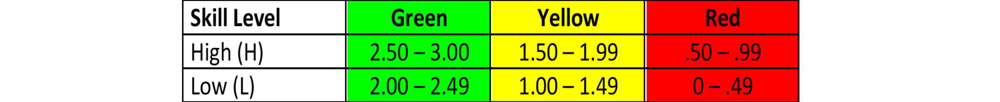 Skill Level Green Yellow Red
High (H) 2.50 – 3.00 1.50 – 1.99 .50 – .99
Low (L) 2.00 – 2.49 1.00 – 1.49 0 – .49